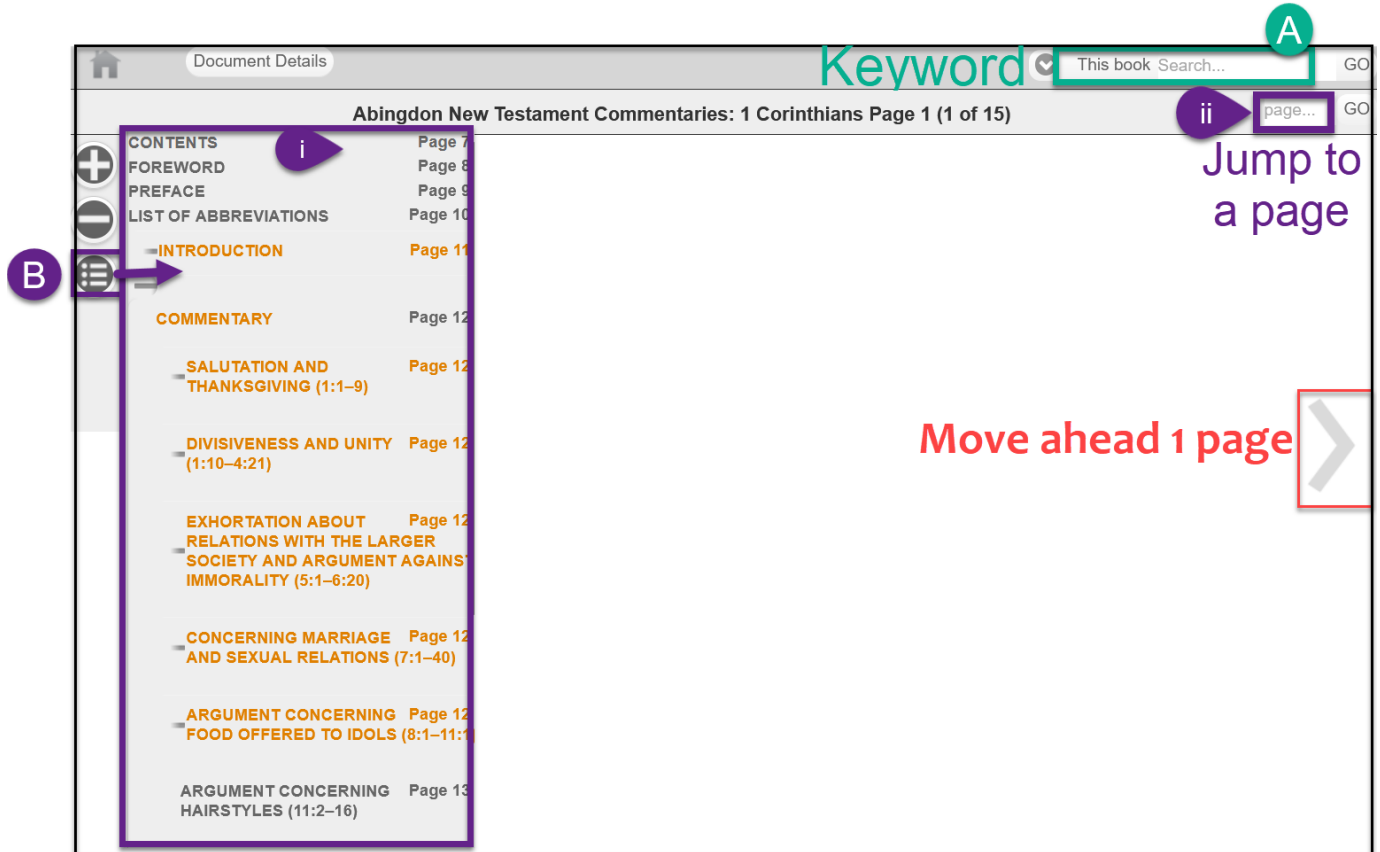 A
Document Details
Keyword
This book Search...
GO
Abingdon New Testament Commentaries: 1 Corinthians Page 1 (1 of 15)
ii
page...
GO
Jump to
a page
i
CONTENTS Page 7
FOREWORD Page 8
PREFACE Page 9
LIST OF ABBREVIATIONS Page 10
INTRODUCTION Page 11
B
COMMENTARY Page 12
SALUTATION AND Page 12
THANKSGIVING (1:1–9)
DIVISIVENESS AND UNITY Page 12
(1:10–4:21)
Move ahead 1 page
EXHORTATION ABOUT Page 12
RELATIONS WITH THE LARGER
SOCIETY AND ARGUMENT AGAINST
IMMORALITY (5:1–6:20)
CONCERNING MARRIAGE Page 12
AND SEXUAL RELATIONS (7:1–40)
ARGUMENT CONCERNING Page 12
FOOD OFFERED TO IDOLS (8:1–11:1
ARGUMENT CONCERNING Page 13
HAIRSTYLES (11:2–16)